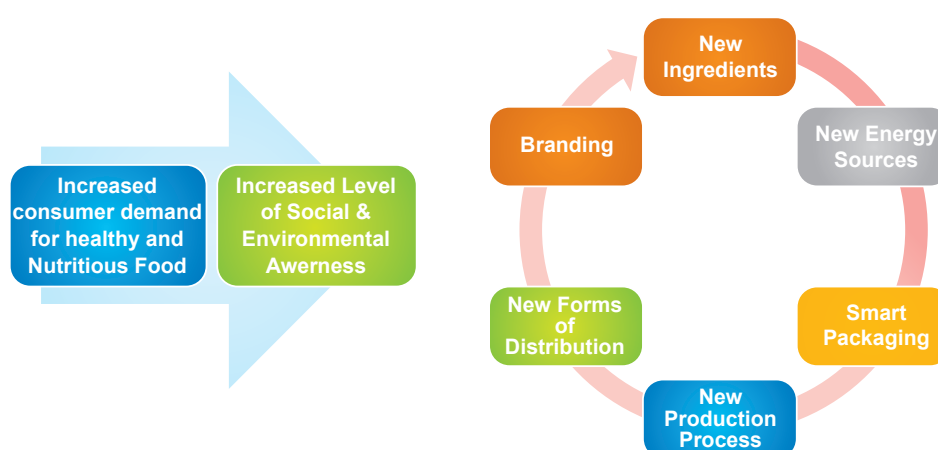 Increased
consumer demand
for healthy and
Nutritious Food
Increased Level
of Social &
Environmental
Awerness
New
Ingredients
New Energy
Sources
Smart
Packaging
New
Production
Process
New Forms
of
Distribution
Branding